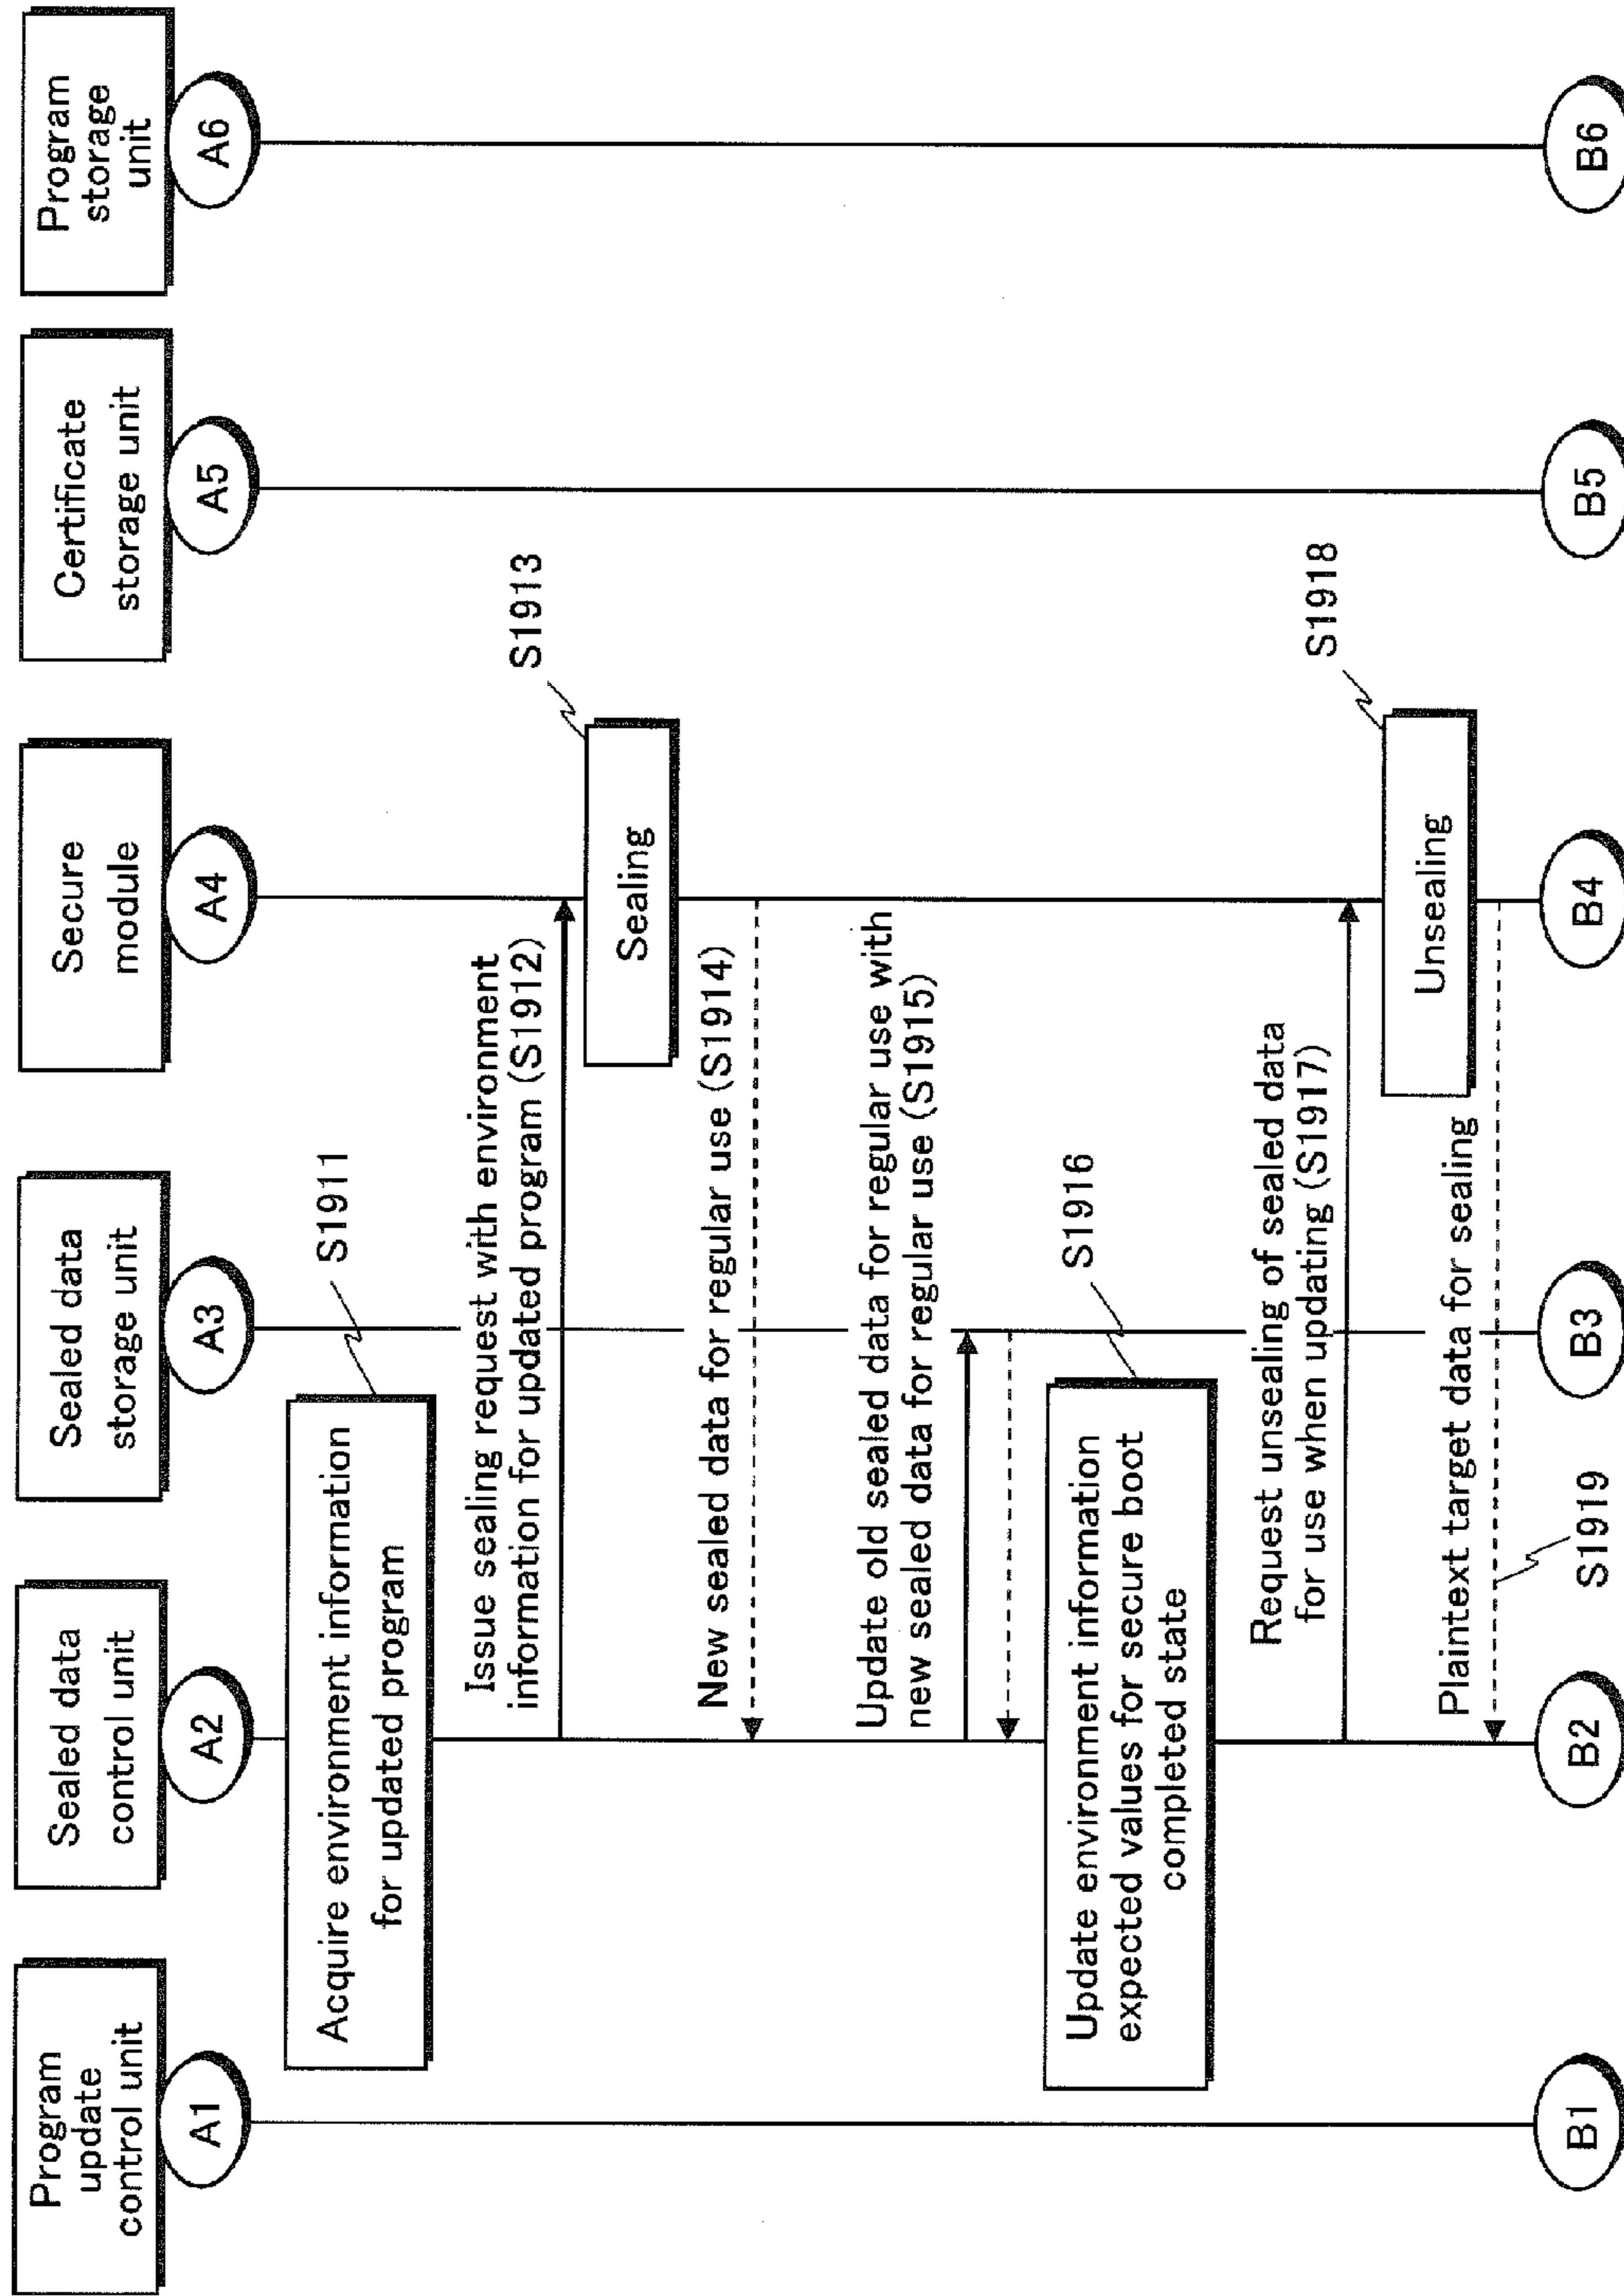 Program
update
control unit
Sealed data
control unit
Sealed data
storage unit
Secure
module
Certificate
storage unit
Program
storage
unit
A1
A2
A3
A4
A5
A6
Acquire environment information
for updated program
S1911
Issue sealing request with environment
information for updated program (S1912)
Sealing
S1913
New sealed data for regular use (S1914)
Update old sealed data for regular use with
new sealed data for regular use (S1915)
Update environment information
expected values for secure boot
completed state
S1916
Request unsealing of sealed data
for use when updating (S1917)
Unsealing
S1918
Plaintext target data for sealing
S1919
B1
B2
B3
B4
B5
B6